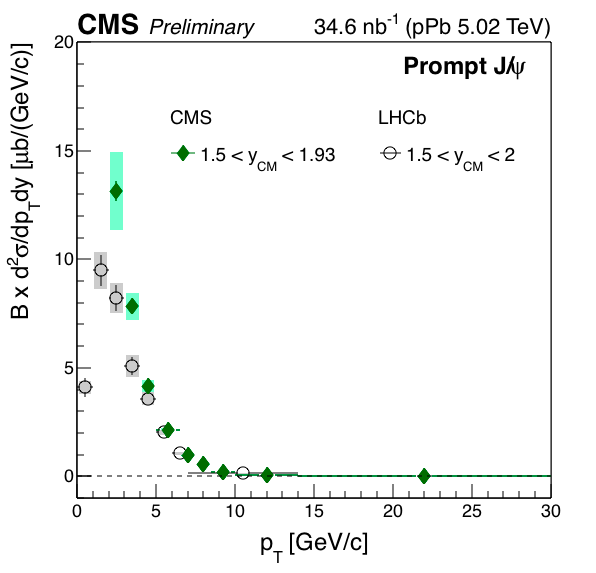 CMS Preliminary 34.6 nb⁻¹ (pPb 5.02 TeV)
Prompt J/ψ
CMS LHCb
1.5 < y_CM < 1.93 1.5 < y_CM < 2
B x d²σ/dp_Tdy [μb/(GeV/c)]
20
15
10
5
0
0 5 10 15 20 25 30
p_T [GeV/c]